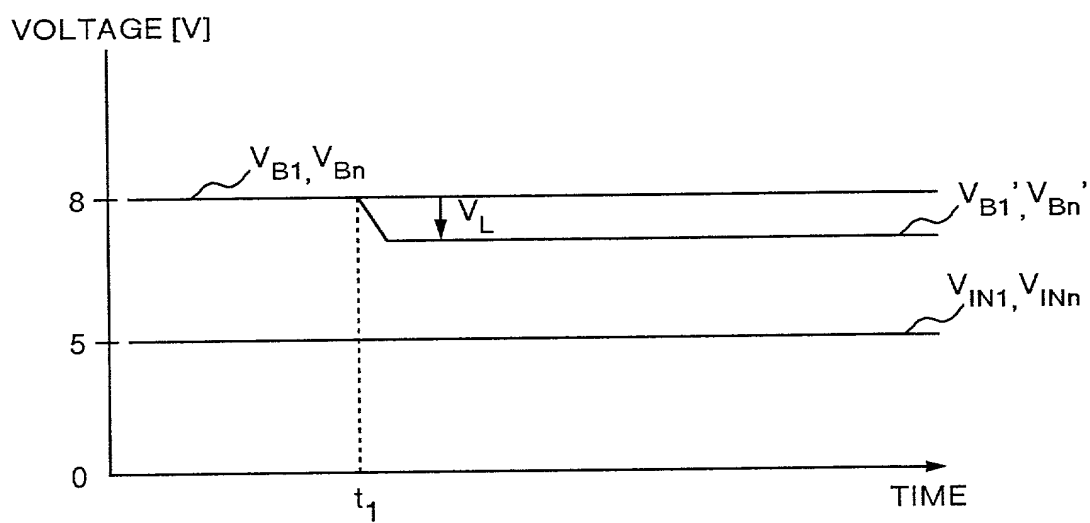 VOLTAGE [V]
V_B1, V_Bn
8
V_L
V_B1', V_Bn'
V_IN1, V_INn
5
0
t_1
TIME